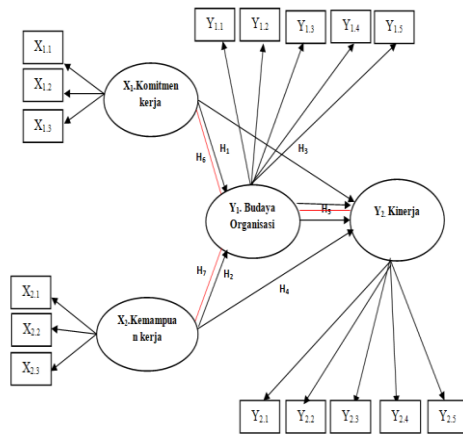 Y1.1
Y1.2
Y1.3
Y1.4
Y1.5
X1.1
X1.2
X1.3
X1.Komitmen
kerja
H1
H3
H6
Y1. Budaya
Organisasi
H5
Y2. Kinerja
H7
H2
H4
X2.1
X2.2
X2.3
X2.Kemampua
n kerja
Y2.1
Y2.2
Y2.3
Y2.4
Y2.5